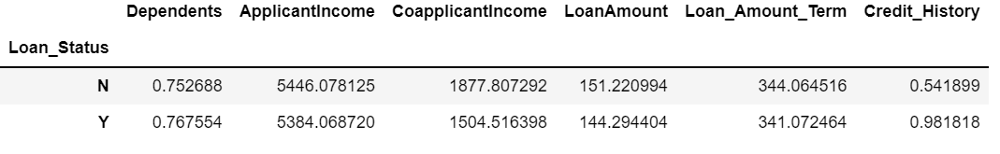 Dependents ApplicantIncome CoapplicantIncome LoanAmount Loan_Amount_Term Credit_History
Loan_Status
N 0.752688 5446.078125 1877.807292 151.220994 344.064516 0.541899
Y 0.767554 5384.068720 1504.516398 144.294404 341.072464 0.981818